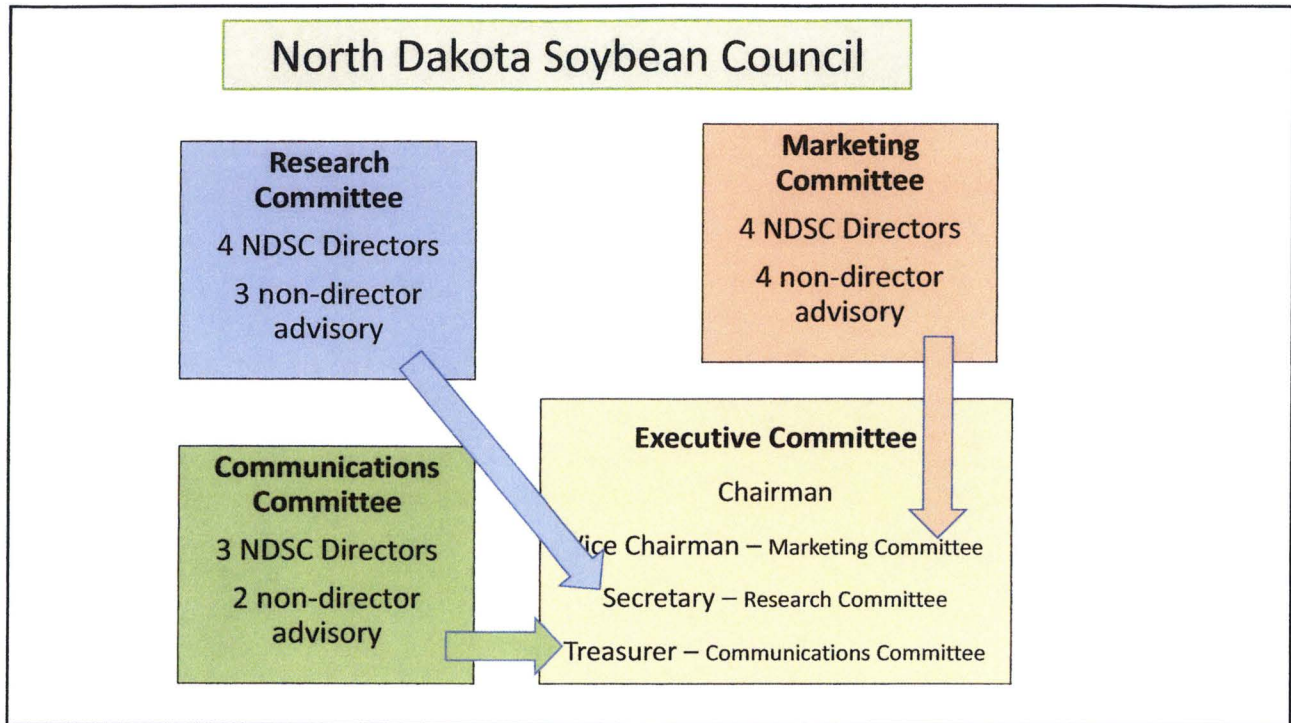 North Dakota Soybean Council
Research
Committee
4 NDSC Directors
3 non-director
advisory
Marketing
Committee
4 NDSC Directors
4 non-director
advisory
Communications
Committee
3 NDSC Directors
2 non-director
advisory
Executive Committee
Chairman
Vice Chairman – Marketing Committee
Secretary – Research Committee
Treasurer – Communications Committee